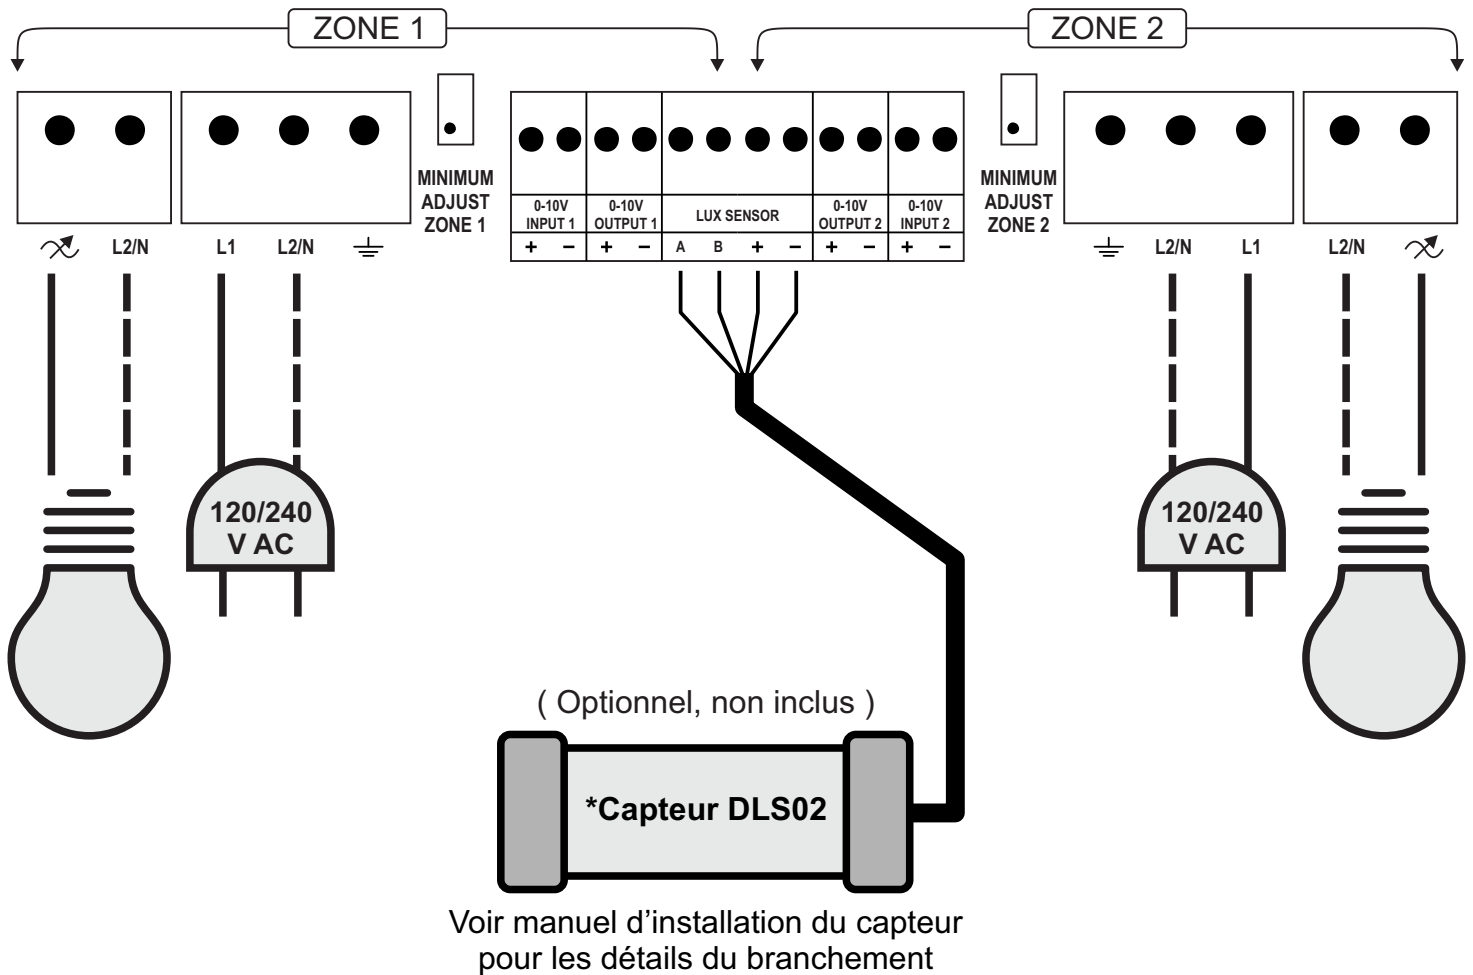 ZONE 1
ZONE 2
MINIMUM
ADJUST
ZONE 1
MINIMUM
ADJUST
ZONE 2
0-10V
INPUT 1
0-10V
OUTPUT 1
LUX SENSOR
0-10V
OUTPUT 2
0-10V
INPUT 2
+ − + − A B + − + − + −
L2/N L1 L2/N
L2/N L1 L2/N
120/240
V AC
120/240
V AC
( Optionnel, non inclus )
*Capteur DLS02
Voir manuel d'installation du capteur
pour les détails du branchement